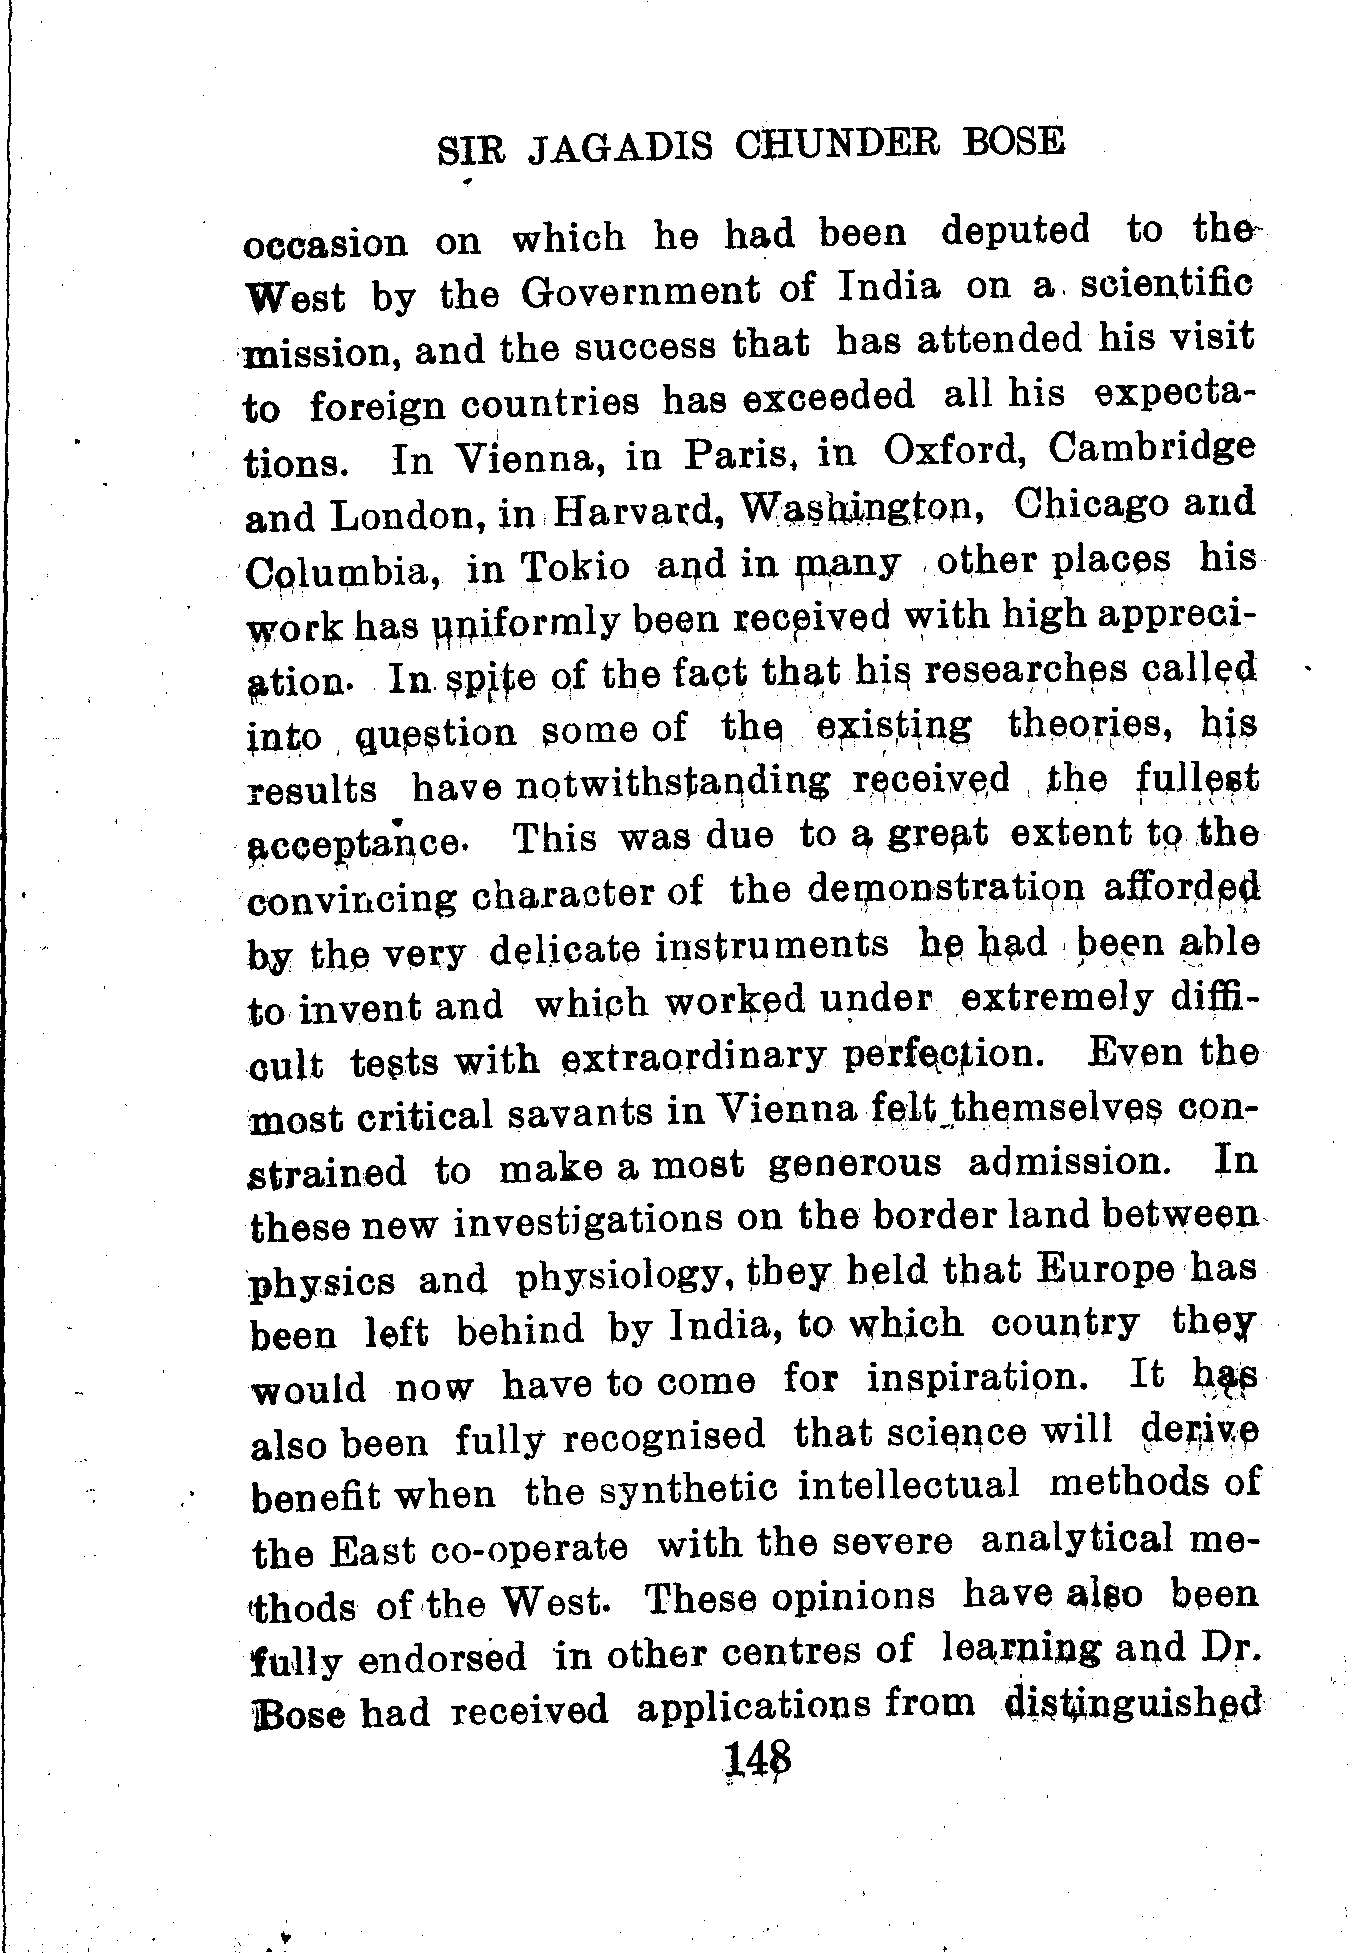 SIR JAGADIS CHUNDER BOSE
occasion on which he had been deputed to the
West by the Government of India on a scientific
mission, and the success that has attended his visit
to foreign countries has exceeded all his expecta-
tions. In Vienna, in Paris, in Oxford, Cambridge
and London, in Harvard, Washington, Chicago and
Columbia, in Tokio and in many other places his
work has uniformly been received with high appreci-
ation. In spite of the fact that his researches called
into question some of the existing theories, his
results have notwithstanding received the fullest
acceptance. This was due to a great extent to the
convincing character of the demonstration afforded
by the very delicate instruments he had been able
to invent and which worked under extremely diffi-
cult tests with extraordinary perfection. Even the
most critical savants in Vienna felt themselves con-
strained to make a most generous admission. In
these new investigations on the border land between
physics and physiology, they held that Europe has
been left behind by India, to which country they
would now have to come for inspiration. It has
also been fully recognised that science will derive
benefit when the synthetic intellectual methods of
the East co-operate with the severe analytical me-
thods of the West. These opinions have also been
fully endorsed in other centres of learning and Dr.
Bose had received applications from distinguished
148